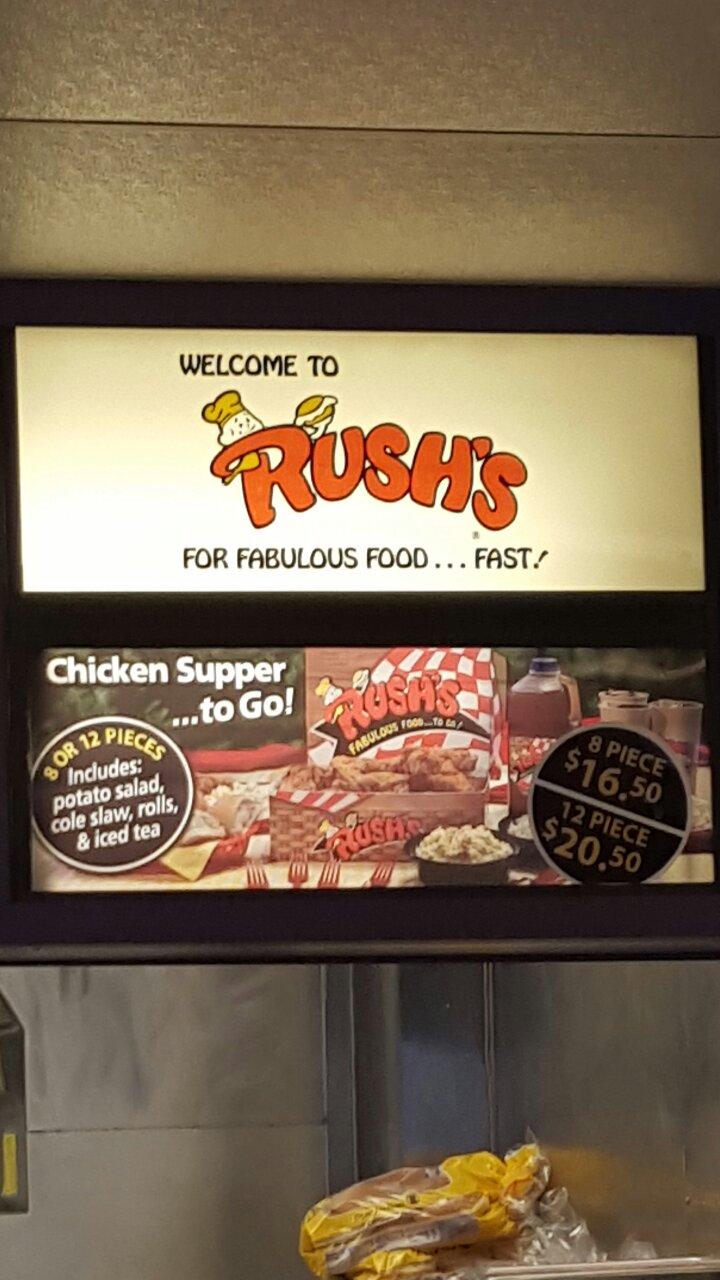 WELCOME TO
RUSH'S
®
FOR FABULOUS FOOD... FAST!
Chicken Supper
...to Go!
8 OR 12 PIECES
Includes:
potato salad,
cole slaw, rolls,
& iced tea
RUSH'S
FABULOUS FOOD...TO GO!
RUSH'S
8 PIECE
$16.50
12 PIECE
$20.50